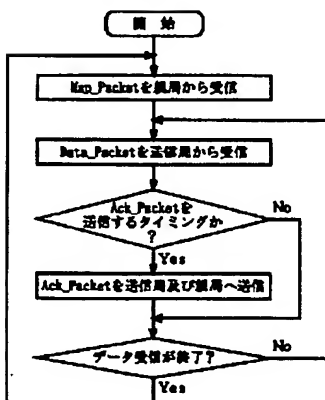 開 始
Map_Packetを親局から受信
Data_Packetを送信局から受信
Ack_Packetを
送信するタイミングか
?
No
Yes
Ack_Packetを送信局及び親局へ送信
データ受信が終了?
No
Yes